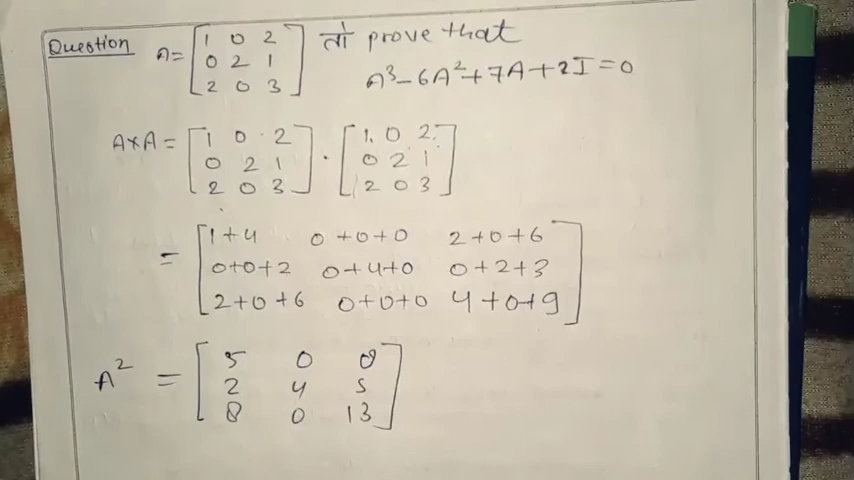 Question A = [1 0 2 तो prove that
0 2 1
2 0 3] A³-6A²+7A+2I=0
A×A = [1 0 2 . [1 0 2
0 2 1 0 2 1
2 0 3] 2 0 3]
= [1+4 0+0+0 2+0+6
0+0+2 0+4+0 0+2+3
2+0+6 0+0+0 4+0+9]
A² = [5 0 8
2 4 5
8 0 13]